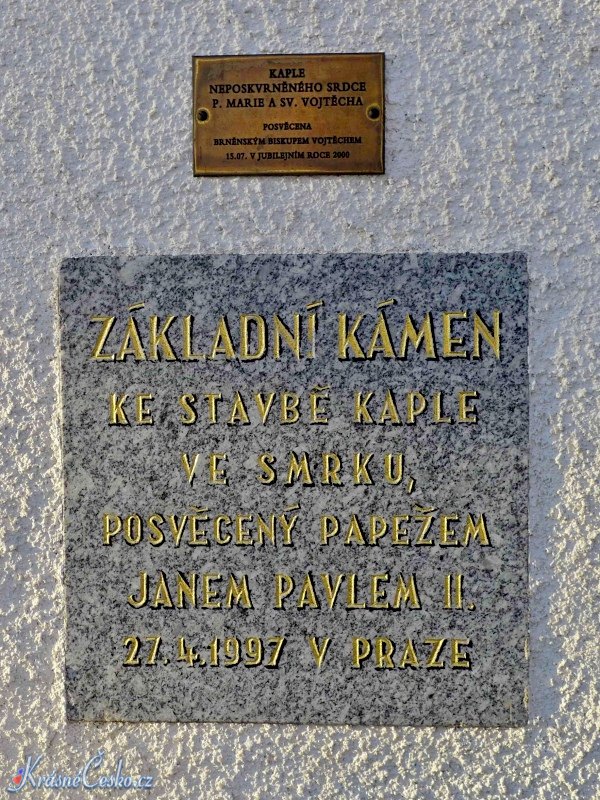 KAPLE
NEPOSKVRNĚNÉHO SRDCE
P. MARIE A SV. VOJTĚCHA
POSVĚCENA
BRNĚNSKÝM BISKUPEM VOJTĚCHEM
15.07. V JUBILEJNÍM ROCE 2000
ZÁKLADNÍ KÁMEN
KE STAVBĚ KAPLE
VE SMRKU,
POSVĚCENÝ PAPEŽEM
JANEM PAVLEM II.
27.4.1997 V PRAZE
KrásnéČesko.cz